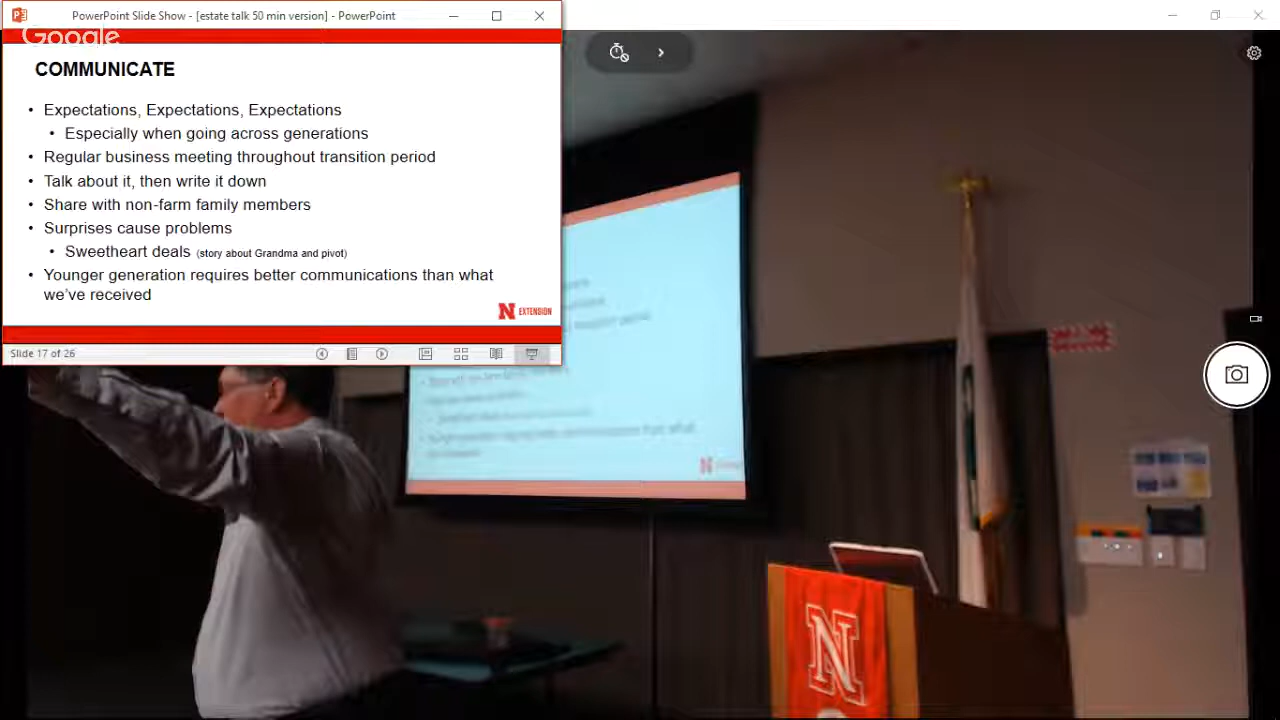 PowerPoint Slide Show - [estate talk 50 min version] - PowerPoint
Google
COMMUNICATE
• Expectations, Expectations, Expectations
• Especially when going across generations
• Regular business meeting throughout transition period
• Talk about it, then write it down
• Share with non-farm family members
• Surprises cause problems
• Sweetheart deals (story about Grandma and pivot)
• Younger generation requires better communications than what
we've received
N EXTENSION
Slide 17 of 26
N
N